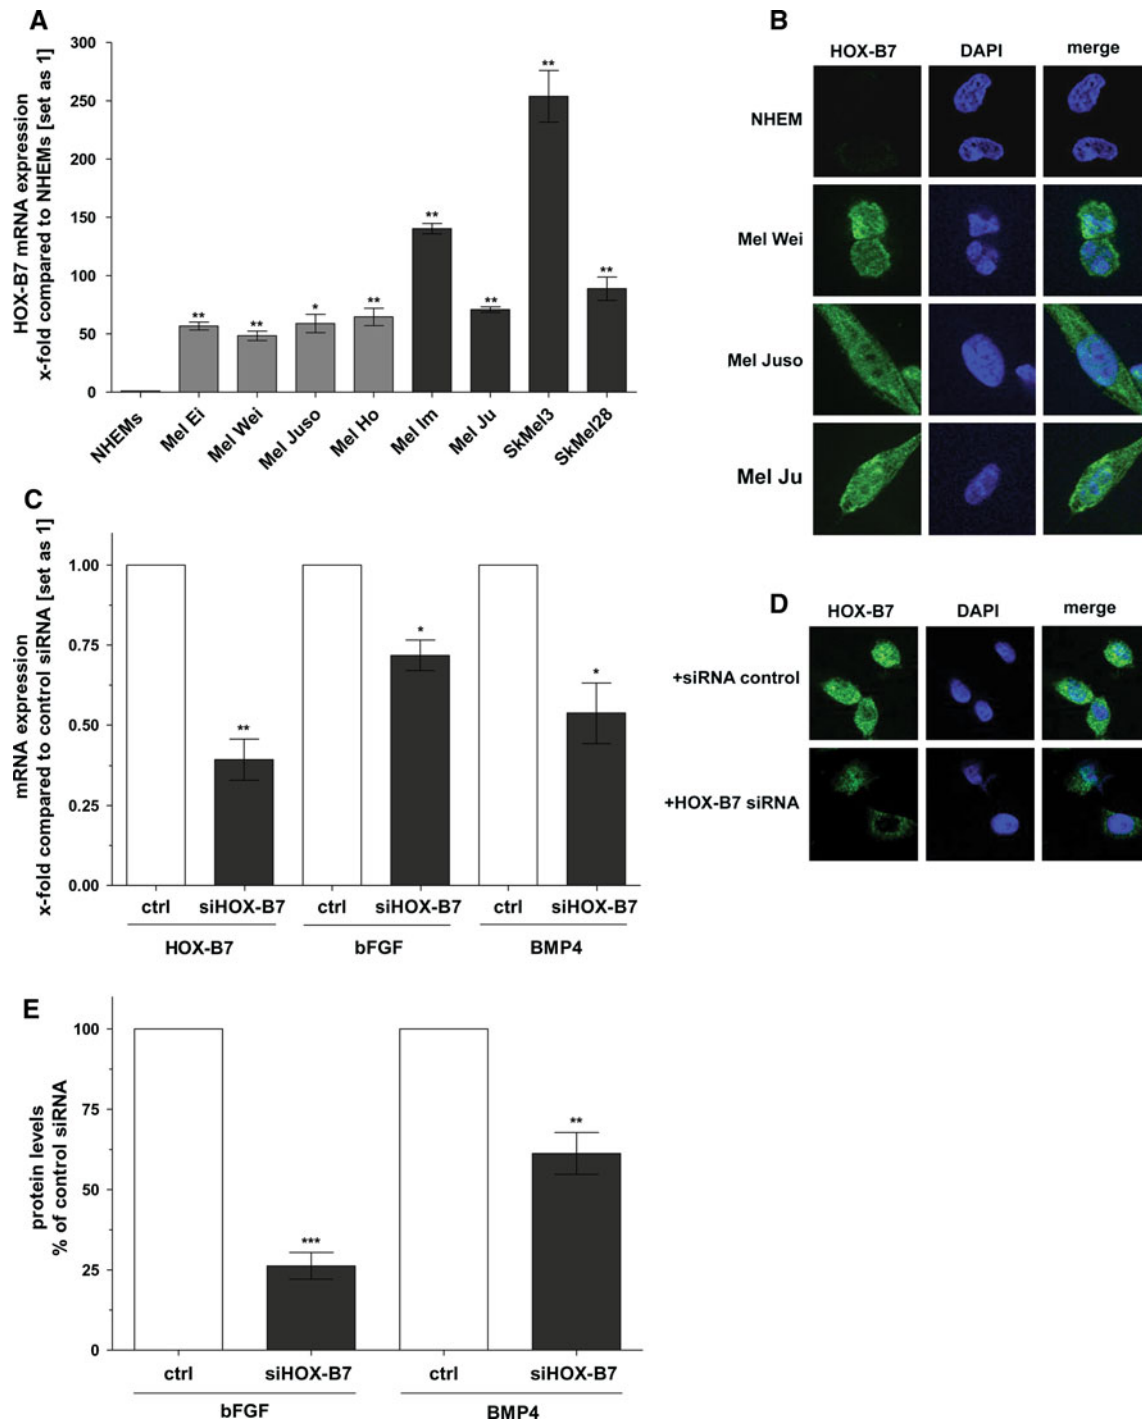 A
HOX-B7 mRNA expression
x-fold compared to NHEMs [set as 1]
300
250
200
150
100
50
0
**
**
*
**
**
**
**
**
NHEMs
Mel Ei
Mel Wei
Mel Juso
Mel Ho
Mel Im
Mel Ju
SkMel3
SkMel28
B
HOX-B7
DAPI
merge
NHEM
Mel Wei
Mel Juso
Mel Ju
C
mRNA expression
x-fold compared to control siRNA [set as 1]
1.00
0.75
0.50
0.25
0.00
**
*
*
ctrl
siHOX-B7
ctrl
siHOX-B7
ctrl
siHOX-B7
HOX-B7
bFGF
BMP4
D
HOX-B7
DAPI
merge
+siRNA control
+HOX-B7 siRNA
E
protein levels
% of control siRNA
100
75
50
25
0
***
**
ctrl
siHOX-B7
ctrl
siHOX-B7
bFGF
BMP4